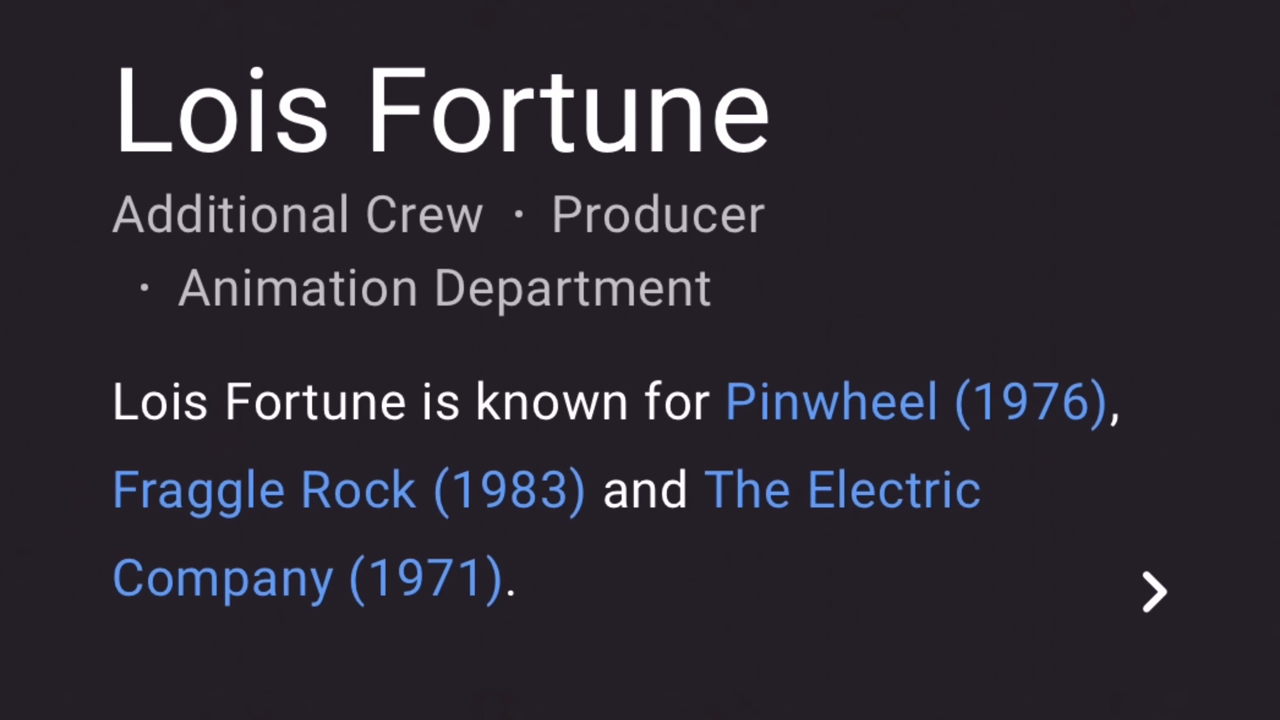 Lois Fortune
Additional Crew · Producer
· Animation Department
Lois Fortune is known for Pinwheel (1976),
Fraggle Rock (1983) and The Electric
Company (1971).